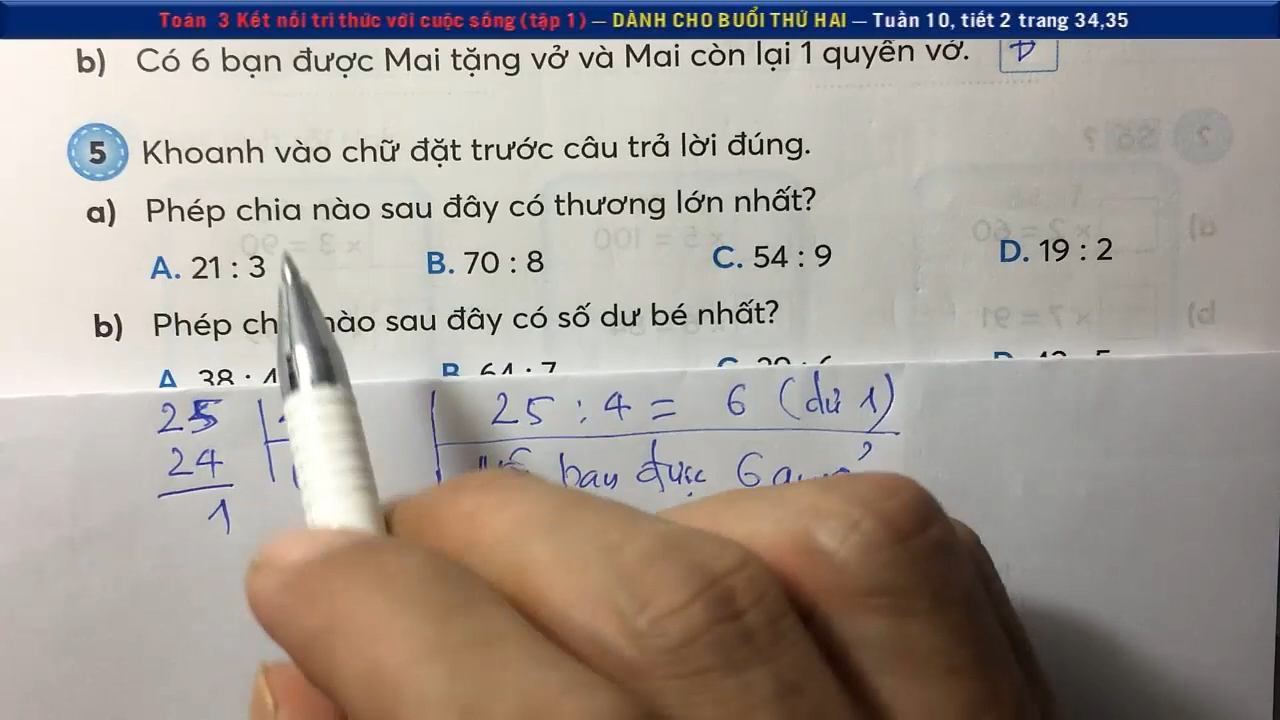 Toán 3 Kết nối tri thức với cuộc sống (tập 1) — DÀNH CHO BUỔI THỨ HAI — Tuần 10, tiết 2 trang 34,35
b) Có 6 bạn được Mai tặng vở và Mai còn lại 1 quyển vở.
5 Khoanh vào chữ đặt trước câu trả lời đúng.
a) Phép chia nào sau đây có thương lớn nhất?
A. 21 : 3 B. 70 : 8 C. 54 : 9 D. 19 : 2
b) Phép ch nào sau đây có số dư bé nhất?
A 38 : 4 B 64 : 7
25 25 : 4 = 6 (dư 1)
24 bạn được 6
1